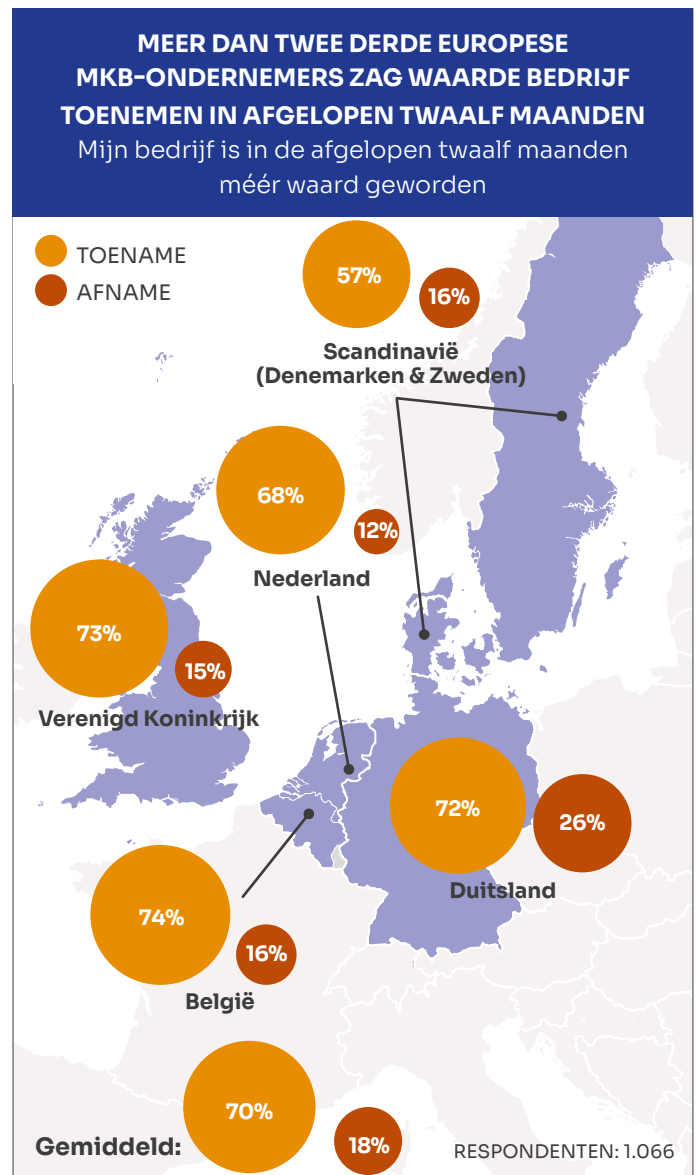 MEER DAN TWEE DERDE EUROPESE
MKB-ONDERNEMERS ZAG WAARDE BEDRIJF
TOENEMEN IN AFGELOPEN TWAALF MAANDEN
Mijn bedrijf is in de afgelopen twaalf maanden
méér waard geworden
TOENAME
AFNAME
57%
16%
Scandinavië
(Denemarken & Zweden)
68%
12%
Nederland
73%
15%
Verenigd Koninkrijk
72%
26%
Duitsland
74%
16%
België
70%
18%
Gemiddeld:
RESPONDENTEN: 1.066